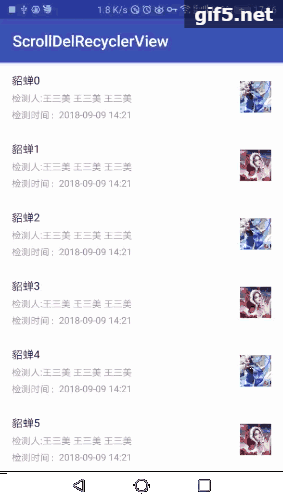 1.8 K/s
gif5.net
ScrollDelRecyclerView
貂蝉0
检测人:王三美 王三美 王三美
检测时间：2018-09-09 14:21
貂蝉1
检测人:王三美 王三美 王三美
检测时间：2018-09-09 14:21
貂蝉2
检测人:王三美 王三美 王三美
检测时间：2018-09-09 14:21
貂蝉3
检测人:王三美 王三美 王三美
检测时间：2018-09-09 14:21
貂蝉4
检测人:王三美 王三美 王三美
检测时间：2018-09-09 14:21
貂蝉5
检测人:王三美 王三美 王三美
检测时间：2018-09-09 14:21